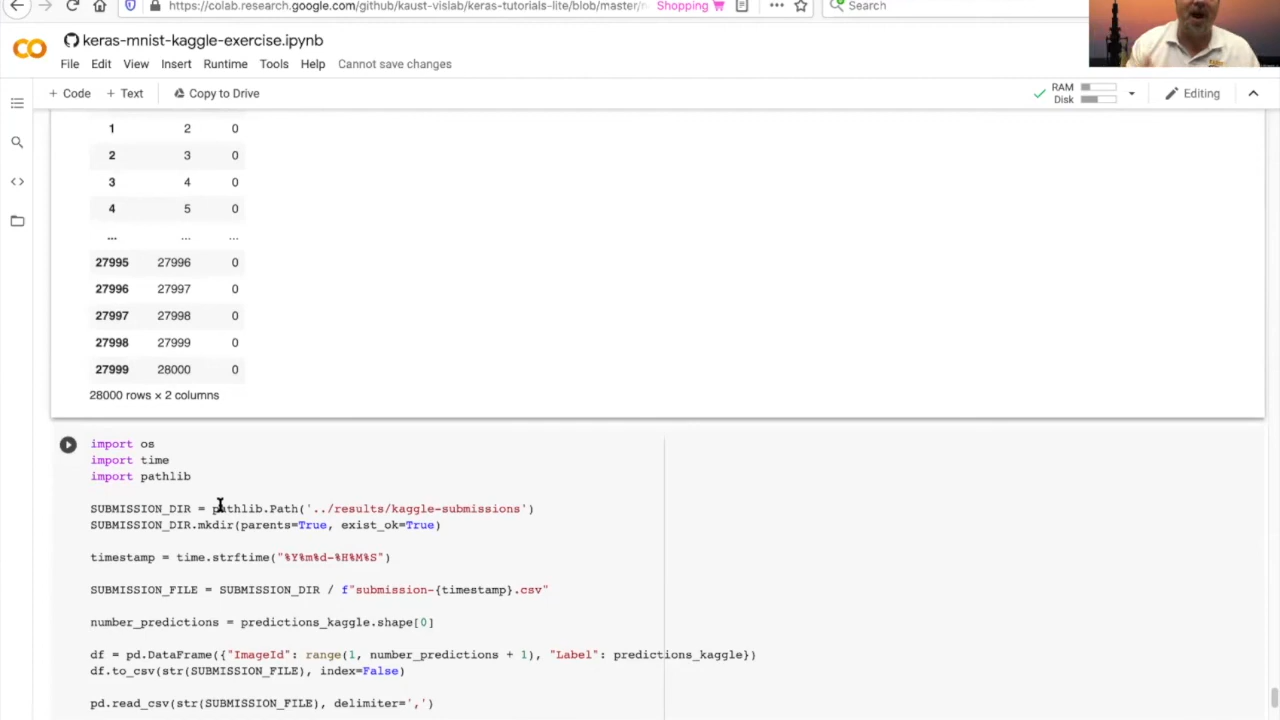 https://colab.research.google.com/github/kaust-vislab/keras-tutorials-lite/blob/master/n
Shopping
Search
keras-mnist-kaggle-exercise.ipynb
File Edit View Insert Runtime Tools Help Cannot save changes
+ Code + Text Copy to Drive
RAM
Disk
Editing
1 2 0
2 3 0
3 4 0
4 5 0
... ... ...
27995 27996 0
27996 27997 0
27997 27998 0
27998 27999 0
27999 28000 0
28000 rows × 2 columns
import os
import time
import pathlib
SUBMISSION_DIR = pathlib.Path('../results/kaggle-submissions')
SUBMISSION_DIR.mkdir(parents=True, exist_ok=True)
timestamp = time.strftime("%Y%m%d-%H%M%S")
SUBMISSION_FILE = SUBMISSION_DIR / f"submission-{timestamp}.csv"
number_predictions = predictions_kaggle.shape[0]
df = pd.DataFrame({"ImageId": range(1, number_predictions + 1), "Label": predictions_kaggle})
df.to_csv(str(SUBMISSION_FILE), index=False)
pd.read_csv(str(SUBMISSION_FILE), delimiter=',')